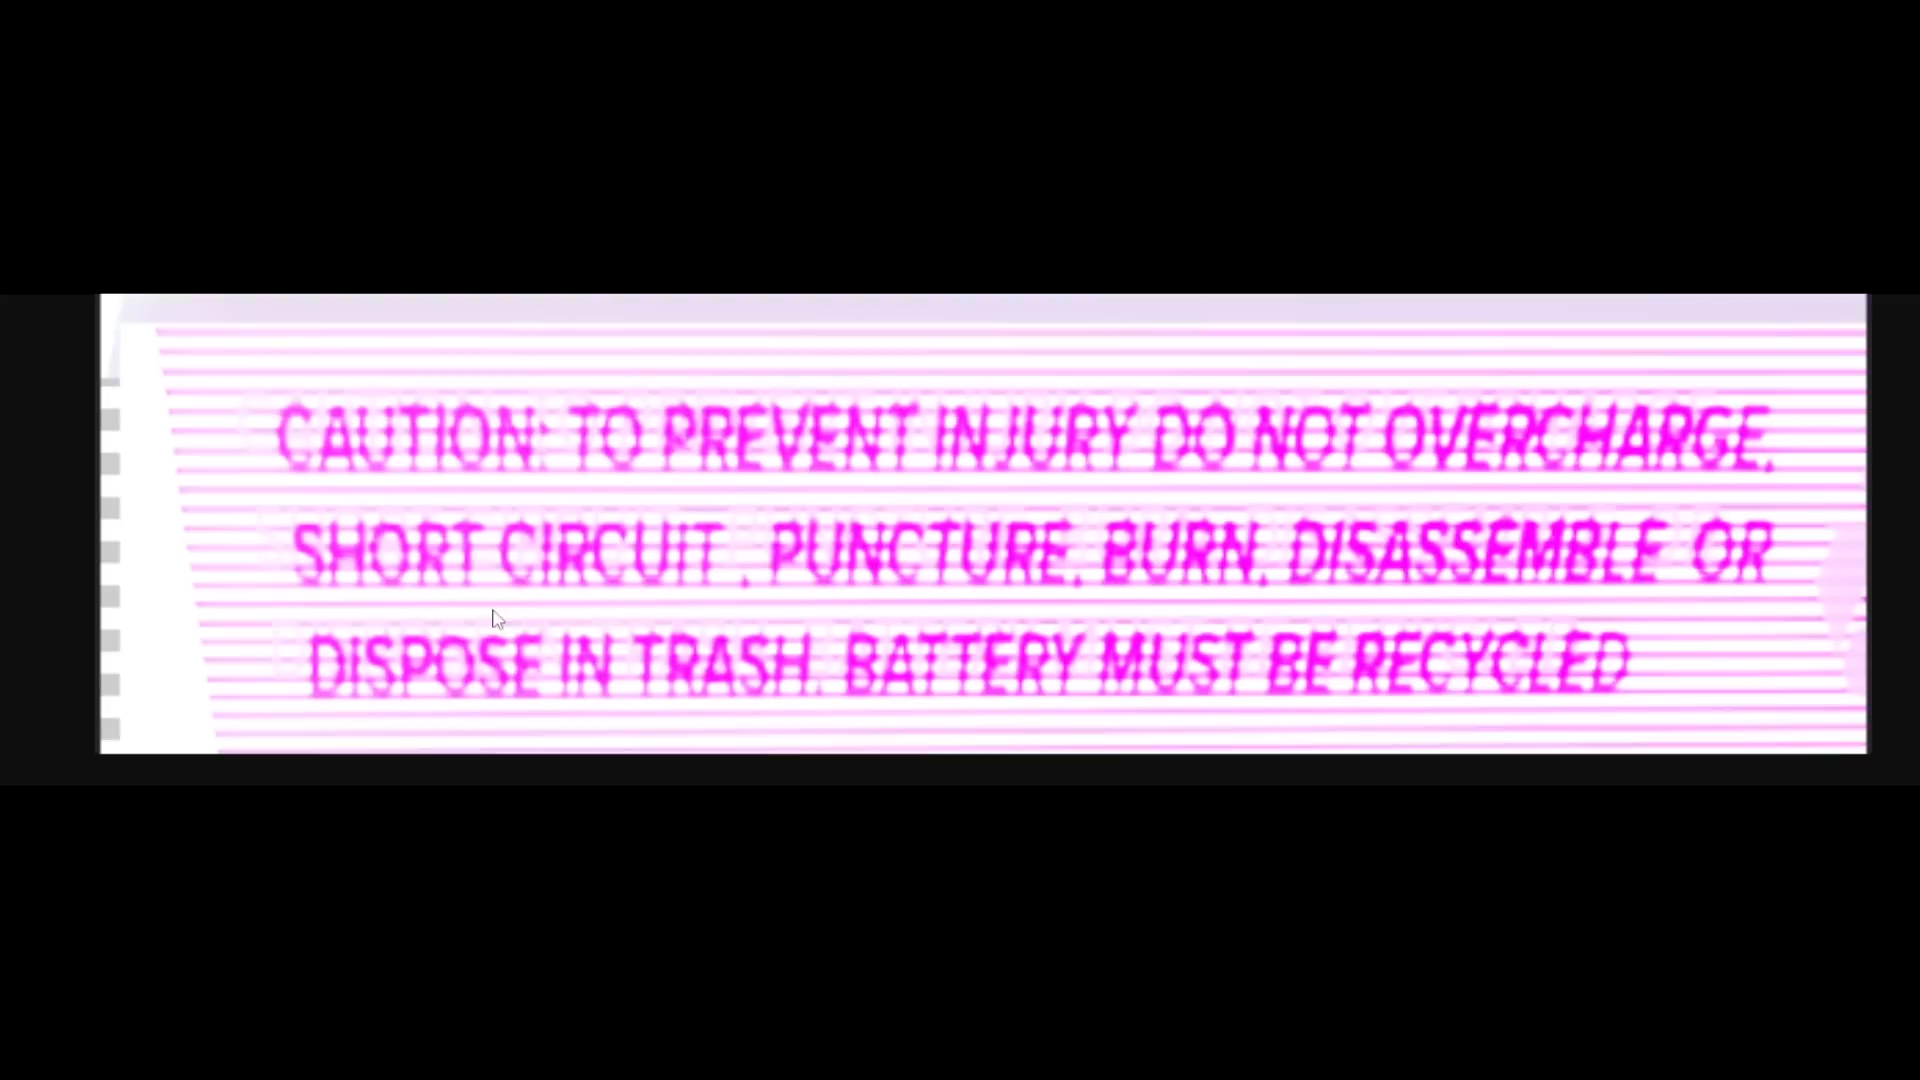 CAUTION: TO PREVENT INJURY DO NOT OVERCHARGE,
SHORT CIRCUIT , PUNCTURE, BURN, DISASSEMBLE OR
DISPOSE IN TRASH. BATTERY MUST BE RECYCLED